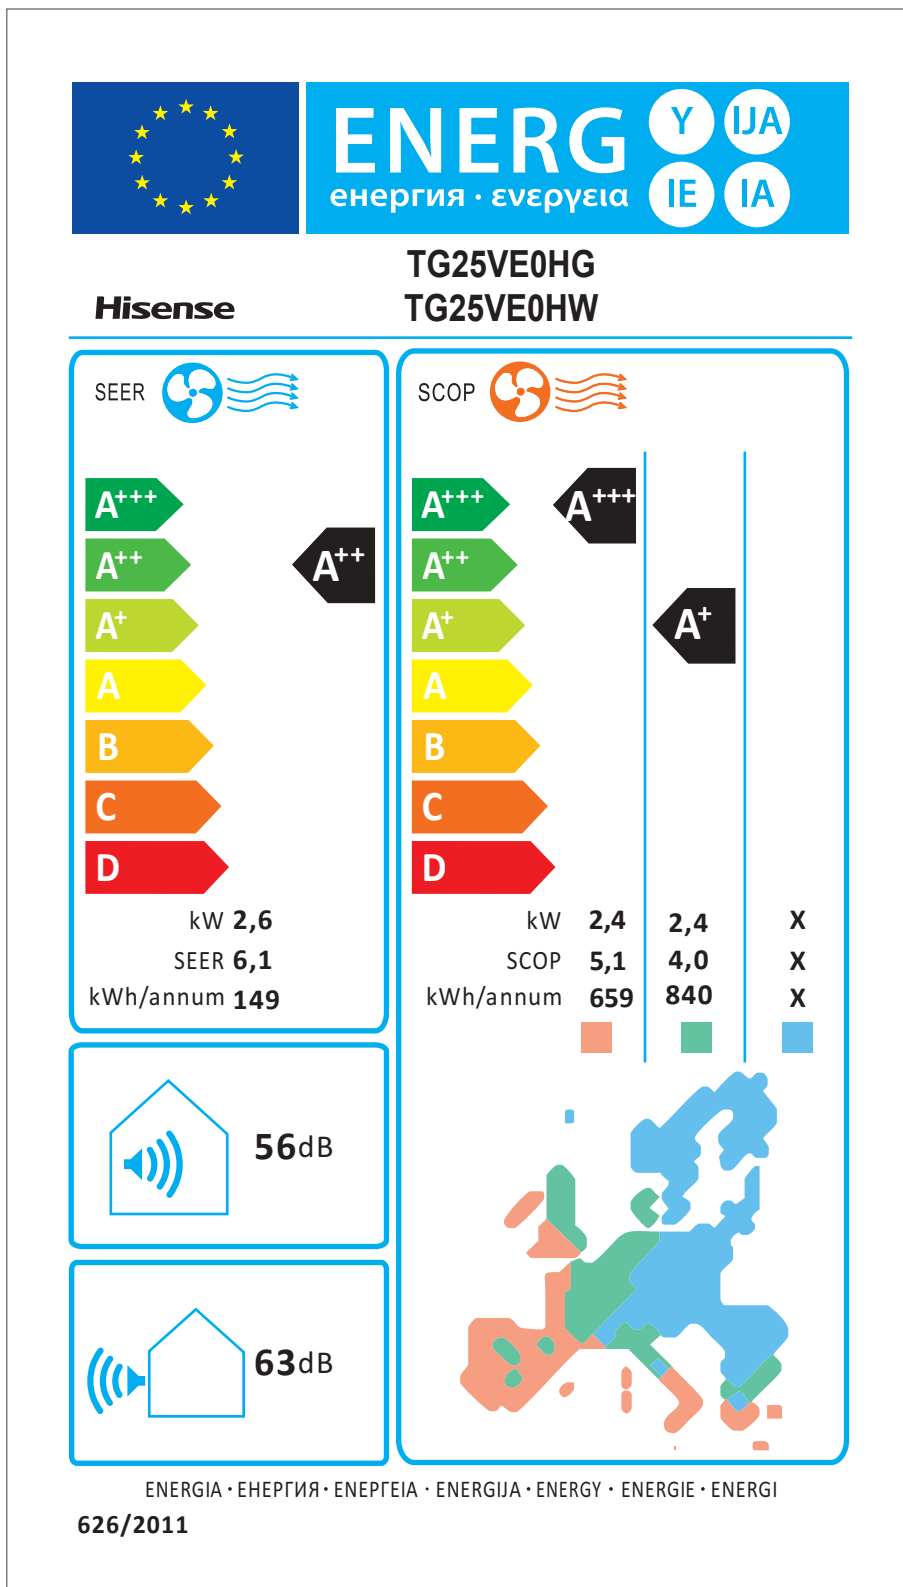 ENERG Y IJA
енергия · ενεργεια IE IA
TG25VE0HG
Hisense TG25VE0HW
SEER
A+++
A++ A++
A+
A
B
C
D
kW 2,6
SEER 6,1
kWh/annum 149
SCOP
A+++ A+++
A++
A+ A+
A
B
C
D
kW 2,4 2,4 X
SCOP 5,1 4,0 X
kWh/annum 659 840 X
56dB
63dB
ENERGIA · ЕНЕРГИЯ · ΕΝΕΡΓΕΙΑ · ENERGIJA · ENERGY · ENERGIE · ENERGI
626/2011